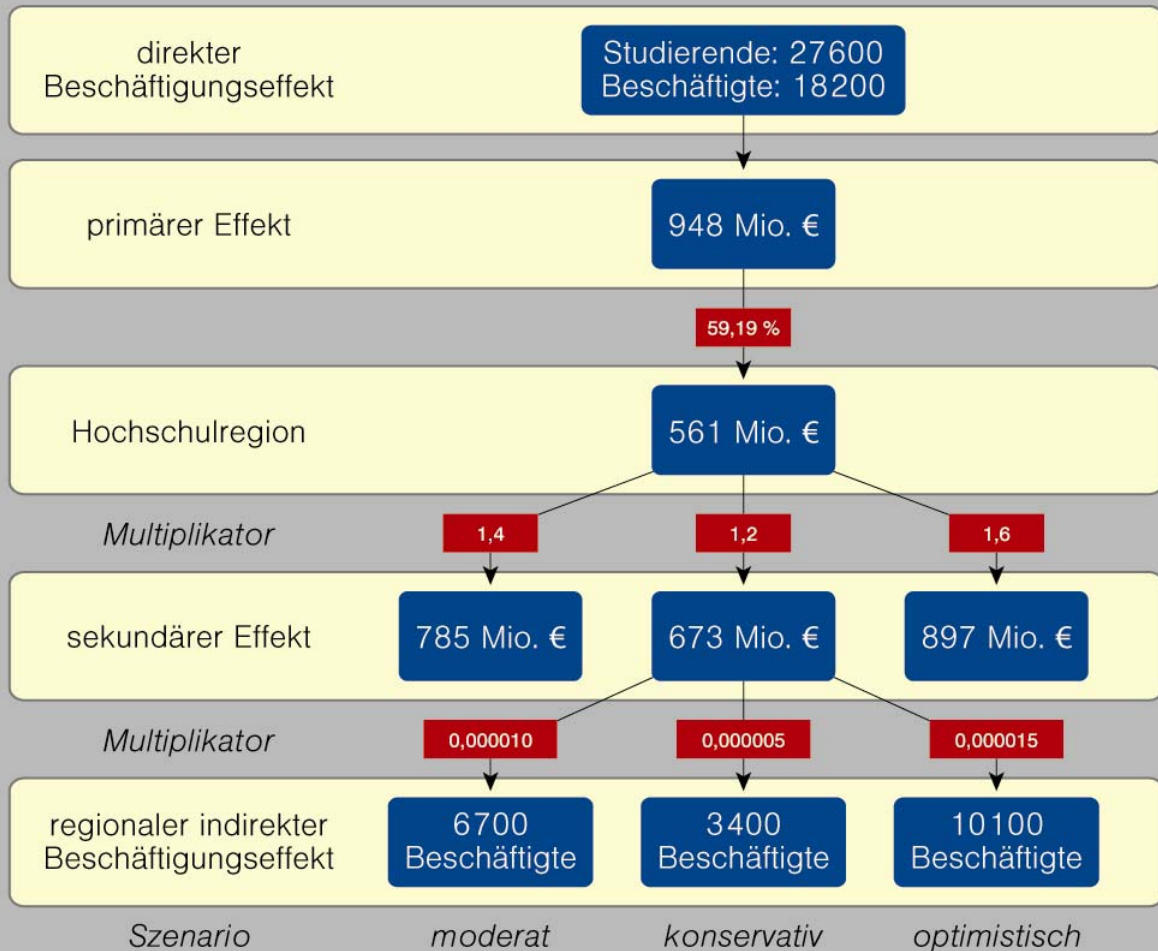 direkter
Beschäftigungseffekt
Studierende: 27600
Beschäftigte: 18200
primärer Effekt
948 Mio. €
59,19 %
Hochschulregion
561 Mio. €
Multiplikator
1,4
1,2
1,6
sekundärer Effekt
785 Mio. €
673 Mio. €
897 Mio. €
Multiplikator
0,000010
0,000005
0,000015
regionaler indirekter
Beschäftigungseffekt
6700
Beschäftigte
3400
Beschäftigte
10100
Beschäftigte
Szenario
moderat
konservativ
optimistisch